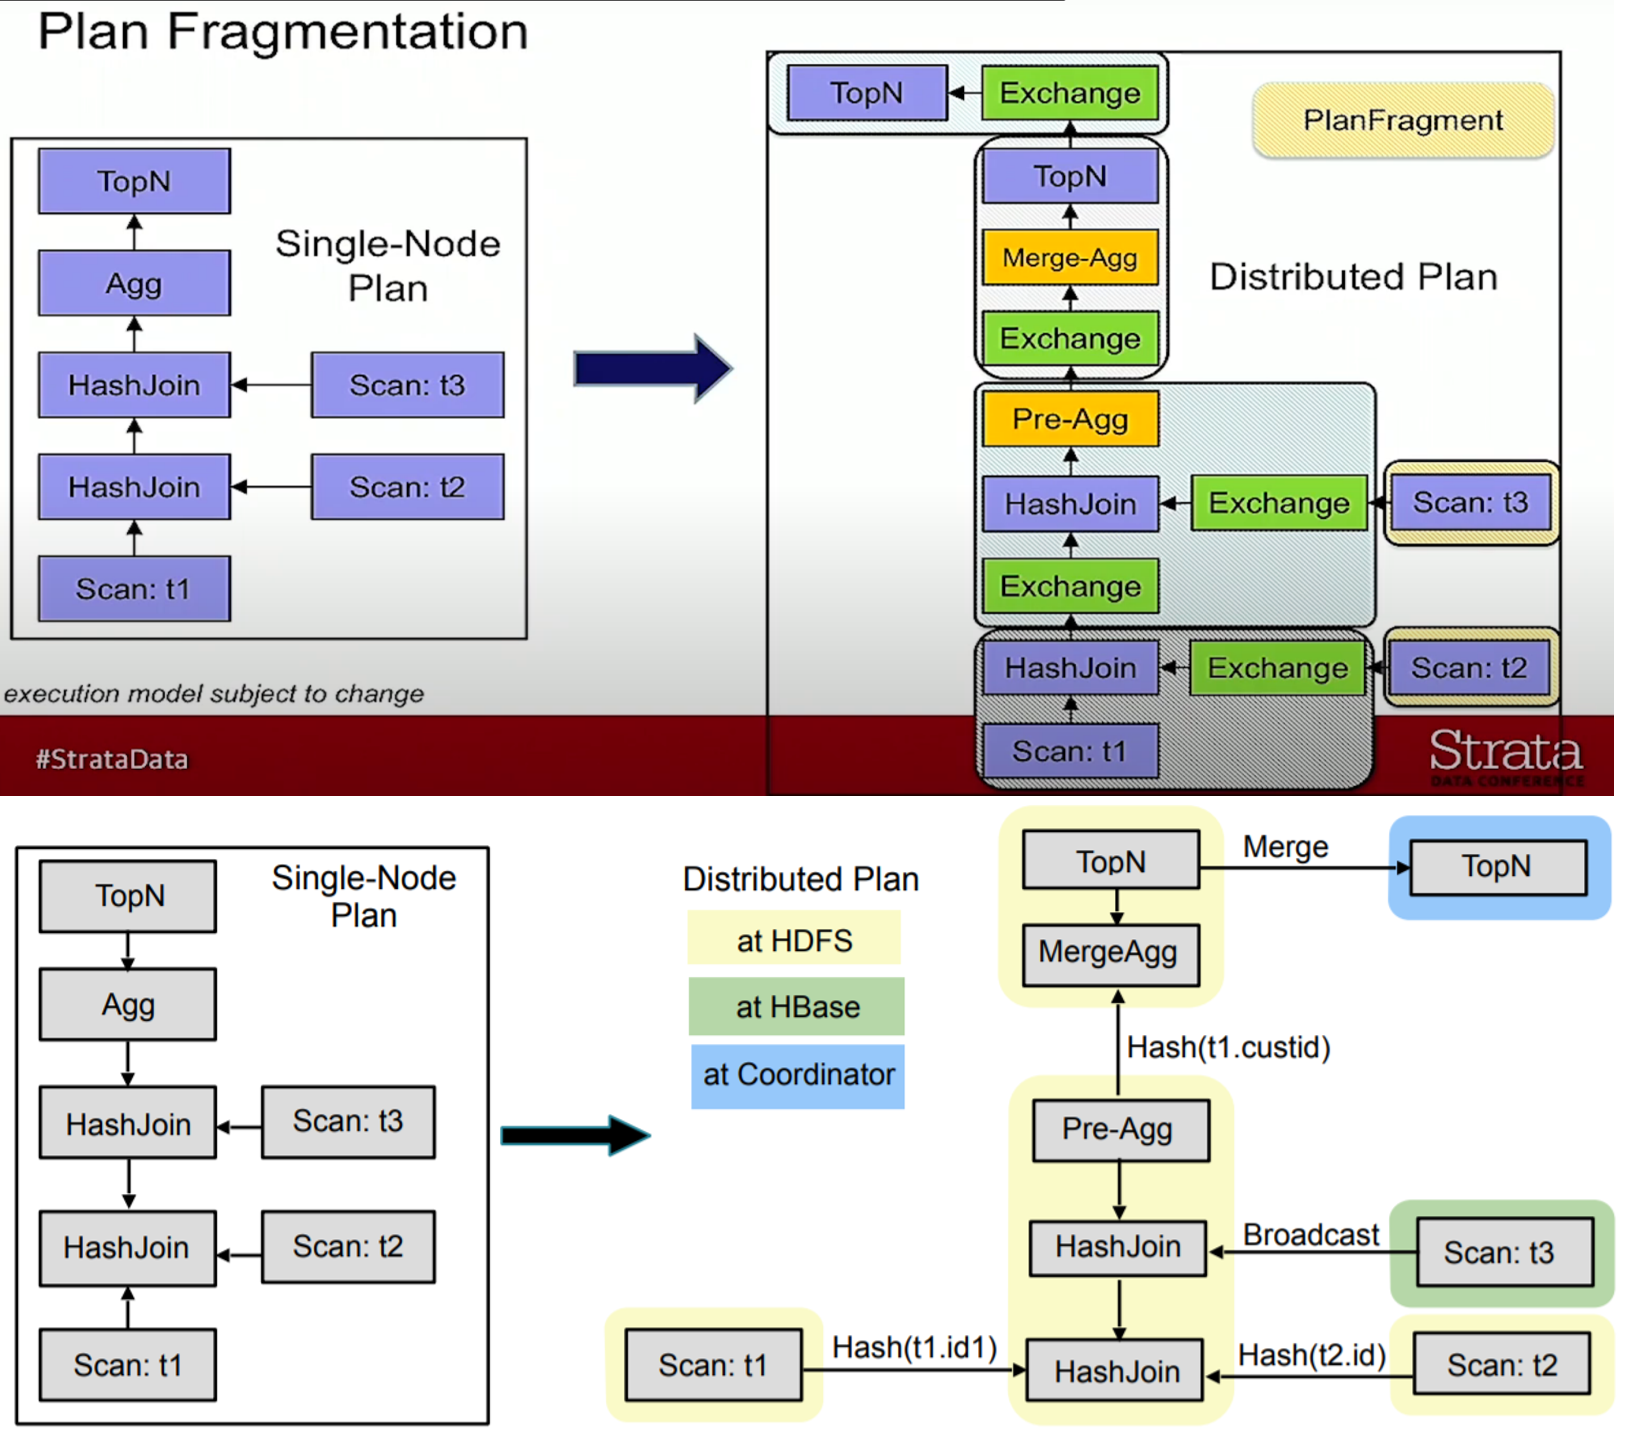 Plan Fragmentation
TopN
Agg
HashJoin
Scan: t3
HashJoin
Scan: t2
Scan: t1
Single-Node
Plan
execution model subject to change
#StrataData
TopN
Exchange
PlanFragment
TopN
Merge-Agg
Distributed Plan
Exchange
Pre-Agg
HashJoin
Exchange
Scan: t3
Exchange
HashJoin
Exchange
Scan: t2
Scan: t1
Strata
DATA CONFERENCE
TopN
Single-Node
Plan
Agg
HashJoin
Scan: t3
HashJoin
Scan: t2
Scan: t1
Distributed Plan
at HDFS
at HBase
at Coordinator
TopN
Merge
TopN
MergeAgg
Hash(t1.custid)
Pre-Agg
HashJoin
Broadcast
Scan: t3
Scan: t1
Hash(t1.id1)
HashJoin
Hash(t2.id)
Scan: t2